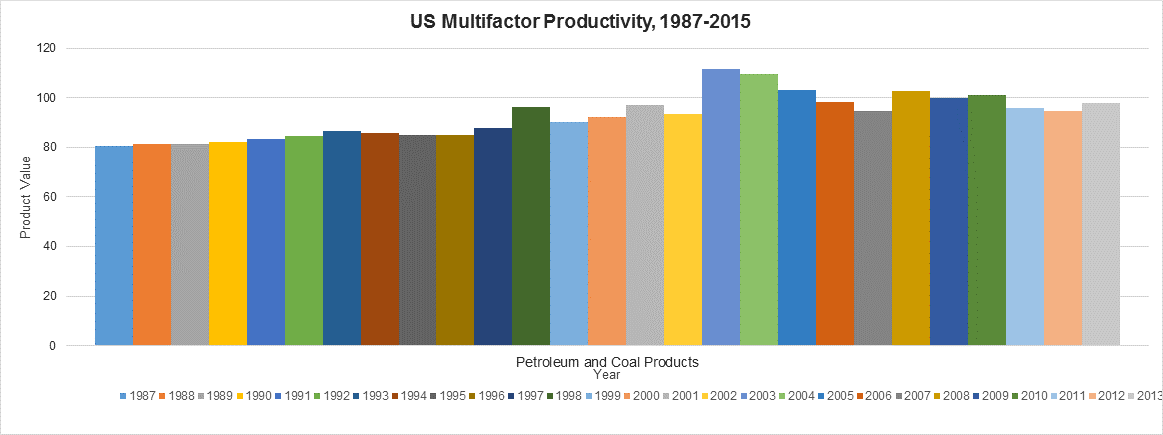 US Multifactor Productivity, 1987-2015
120
100
80
60
40
20
0
Product Value
Petroleum and Coal Products
Year
1987 1988 1989 1990 1991 1992 1993 1994 1995 1996 1997 1998 1999 2000 2001 2002 2003 2004 2005 2006 2007 2008 2009 2010 2011 2012 2013